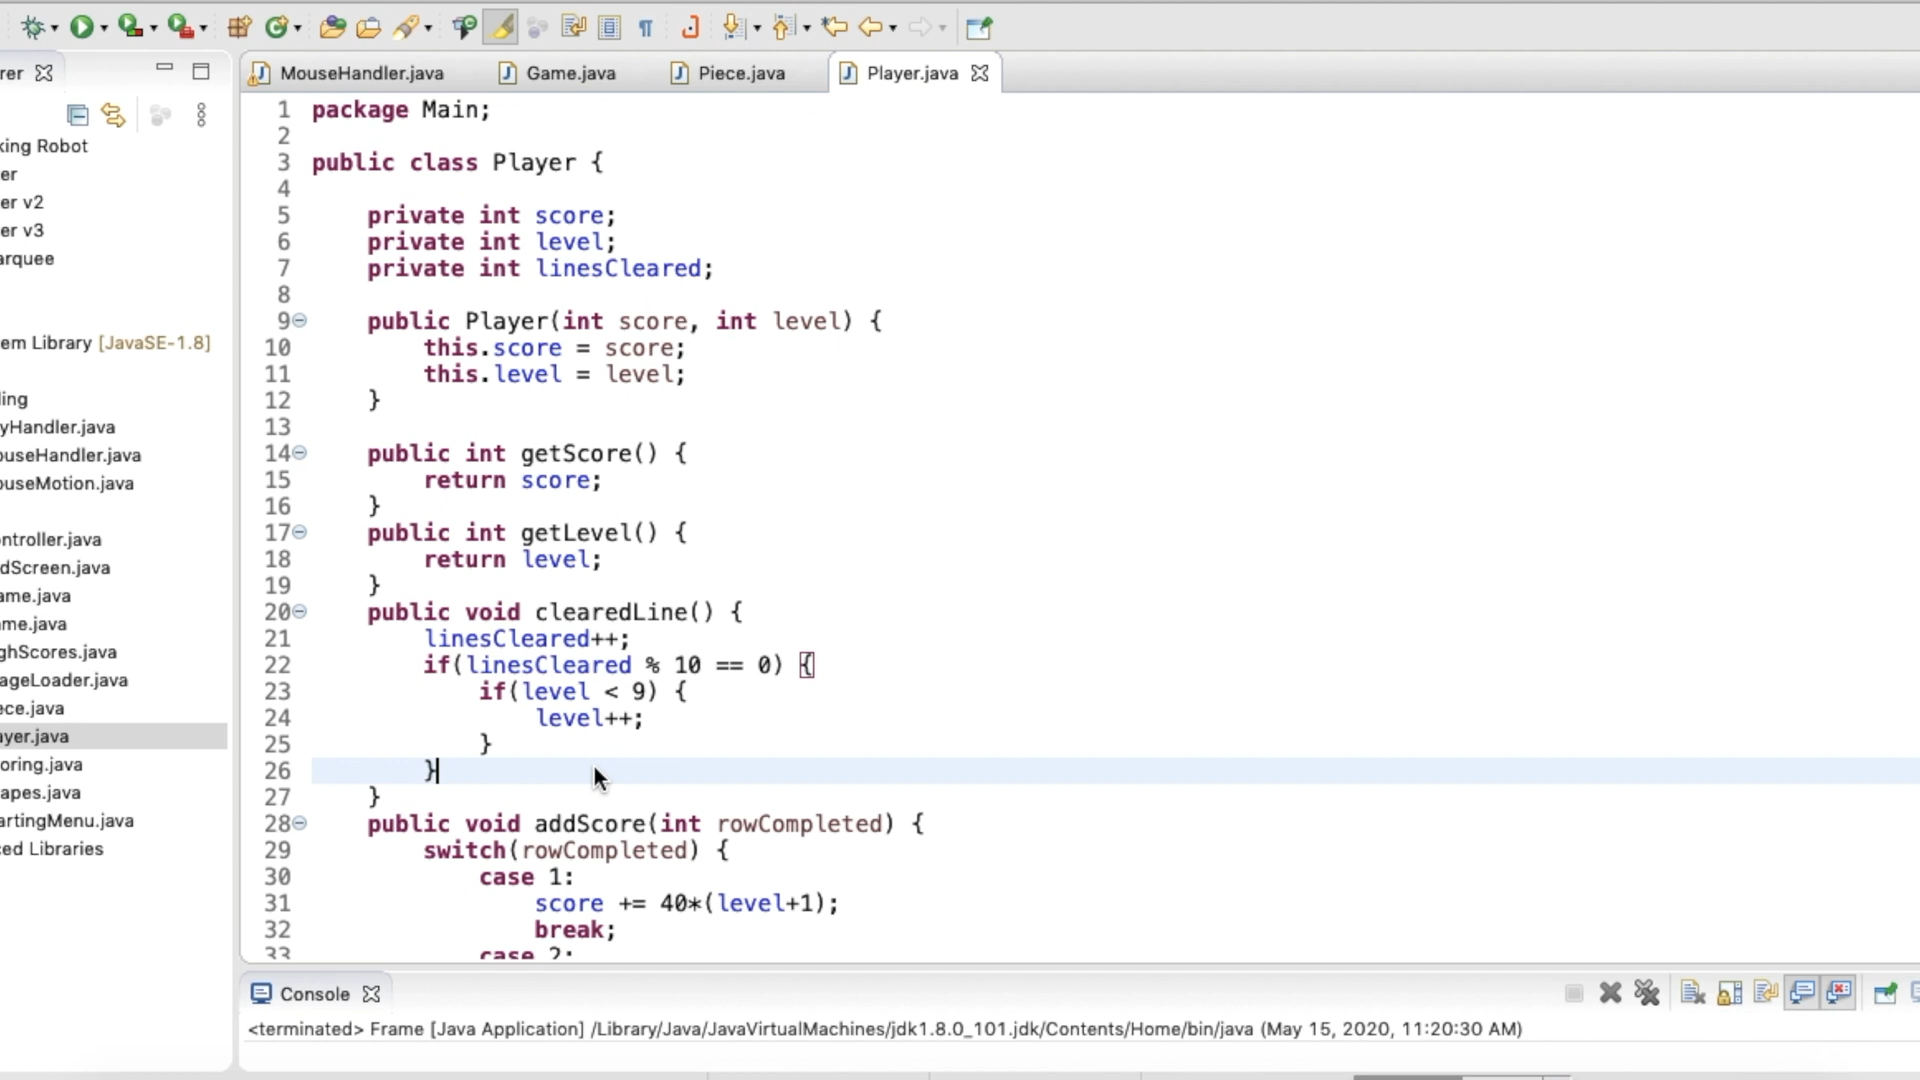 rer
MouseHandler.java
Game.java
Piece.java
Player.java
king Robot
er
er v2
er v3
arquee
em Library [JavaSE-1.8]
ling
yHandler.java
ouseHandler.java
ouseMotion.java
ontroller.java
dScreen.java
ame.java
me.java
ghScores.java
ageLoader.java
ece.java
ayer.java
oring.java
apes.java
artingMenu.java
ced Libraries
1 package Main;
2
3 public class Player {
4
5 private int score;
6 private int level;
7 private int linesCleared;
8
9 public Player(int score, int level) {
10 this.score = score;
11 this.level = level;
12 }
13
14 public int getScore() {
15 return score;
16 }
17 public int getLevel() {
18 return level;
19 }
20 public void clearedLine() {
21 linesCleared++;
22 if(linesCleared % 10 == 0) {
23 if(level < 9) {
24 level++;
25 }
26 }
27 }
28 public void addScore(int rowCompleted) {
29 switch(rowCompleted) {
30 case 1:
31 score += 40*(level+1);
32 break;
33 case 2:
Console
<terminated> Frame [Java Application] /Library/Java/JavaVirtualMachines/jdk1.8.0_101.jdk/Contents/Home/bin/java (May 15, 2020, 11:20:30 AM)